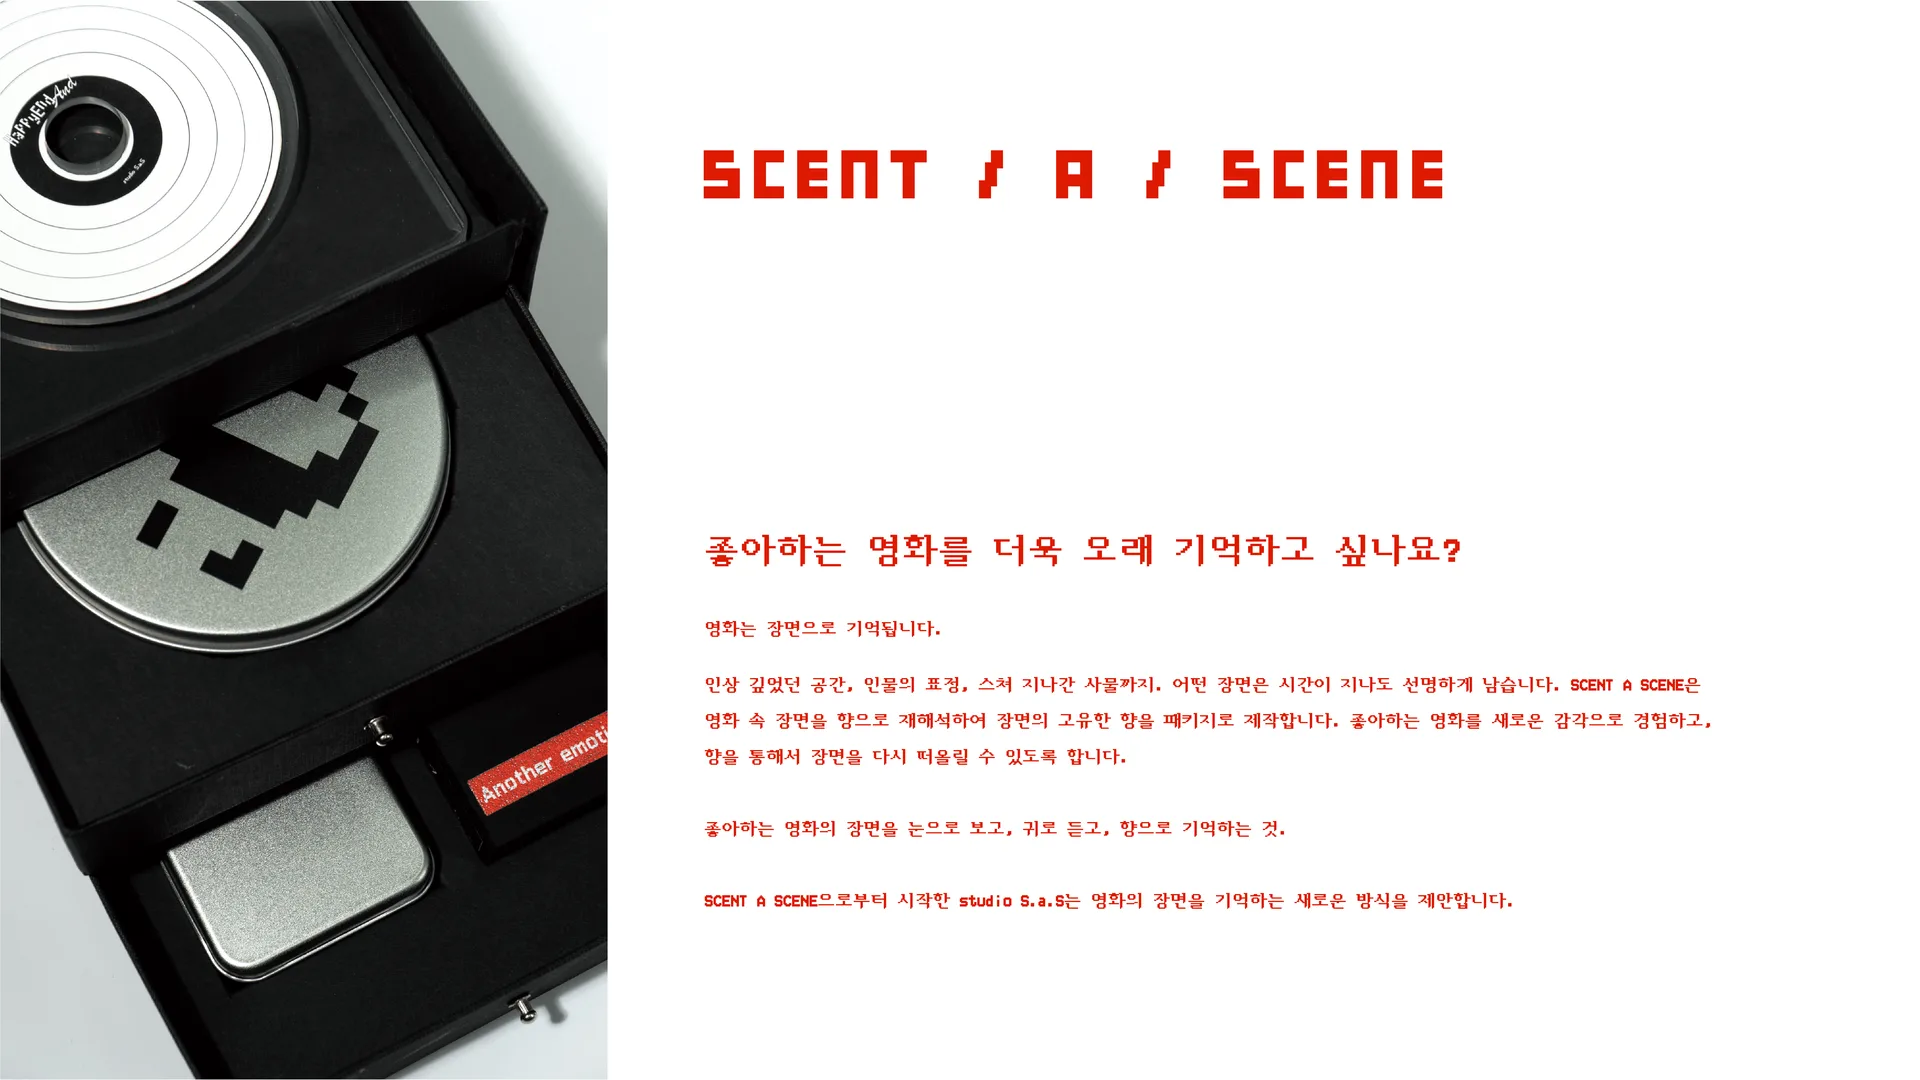 HaPPyENdAnd
studio S.a.S
Another emoti
SCENT / A / SCENE
좋아하는 영화를 더욱 오래 기억하고 싶나요?
영화는 장면으로 기억됩니다.
인상 깊었던 공간, 인물의 표정, 스쳐 지나간 사물까지. 어떤 장면은 시간이 지나도 선명하게 남습니다. SCENT A SCENE은
영화 속 장면을 향으로 재해석하여 장면의 고유한 향을 패키지로 제작합니다. 좋아하는 영화를 새로운 감각으로 경험하고,
향을 통해서 장면을 다시 떠올릴 수 있도록 합니다.
좋아하는 영화의 장면을 눈으로 보고, 귀로 듣고, 향으로 기억하는 것.
SCENT A SCENE으로부터 시작한 studio S.a.S는 영화의 장면을 기억하는 새로운 방식을 제안합니다.